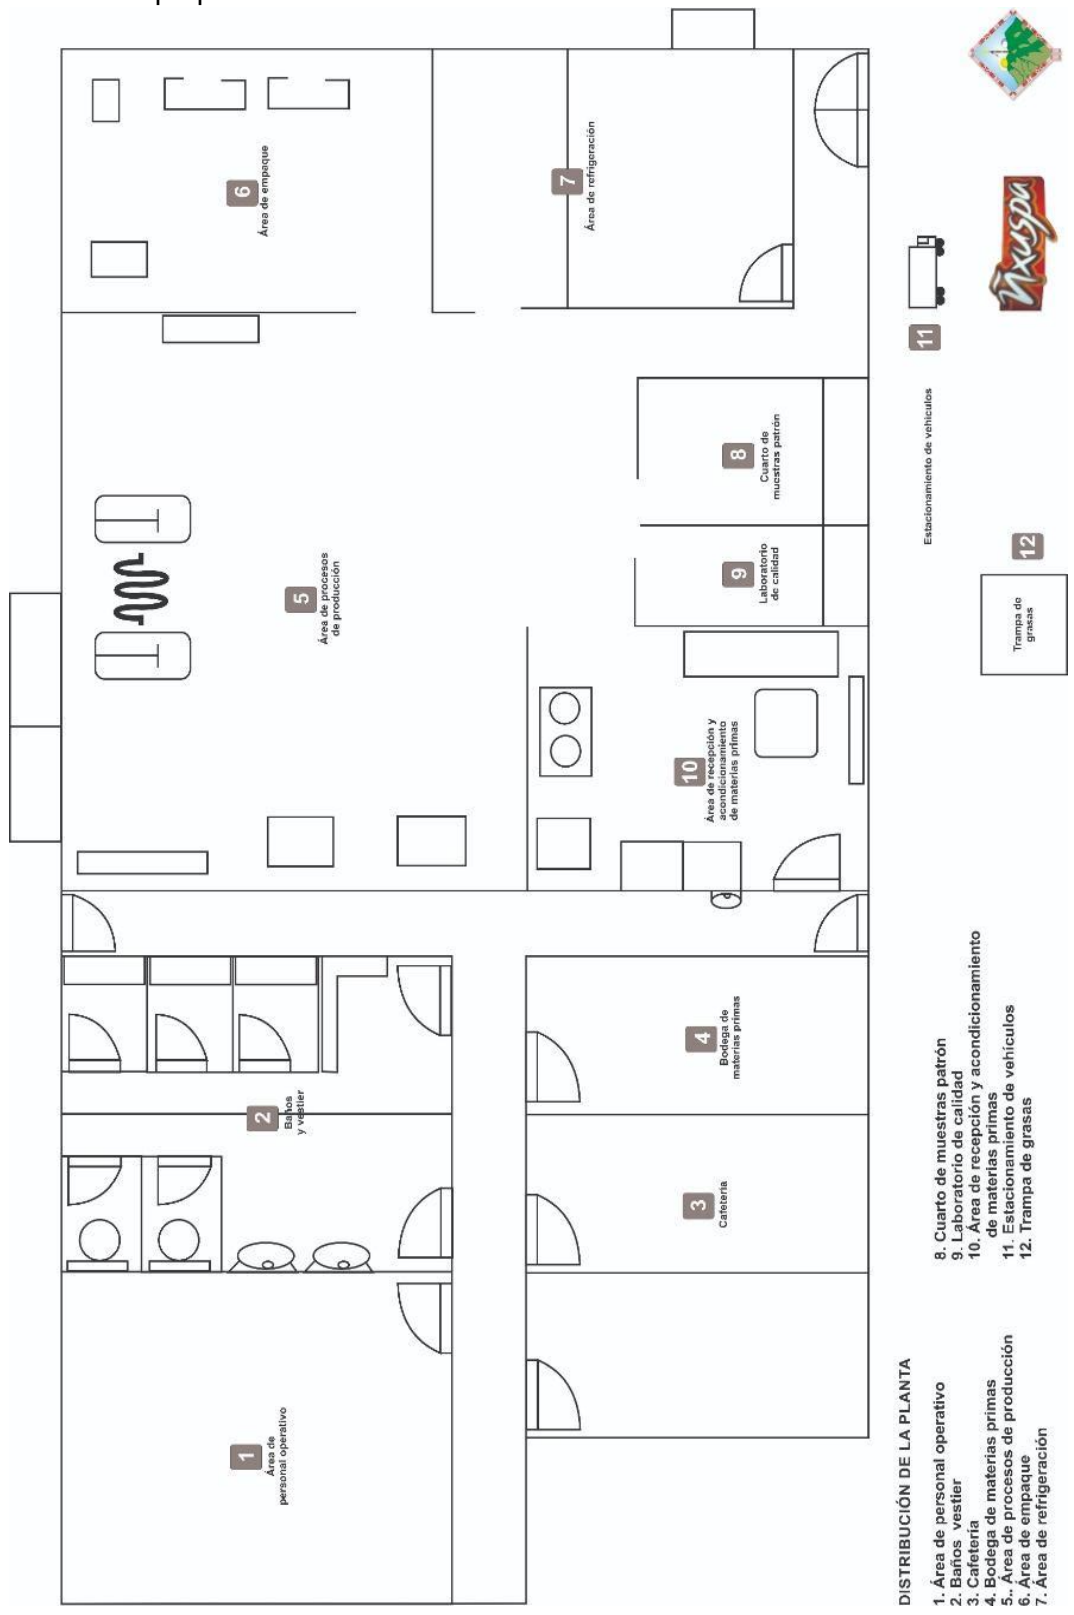 1
Área de
personal operativo
2
Baños
y vestier
3
Cafetería
4
Bodega de
materias primas
5
Área de procesos
de producción
6
Área de empaque
7
Área de refrigeración
8
Cuarto de
muestras patrón
9
Laboratorio
de calidad
10
Área de recepción y
acondicionamiento
de materias primas
11
Estacionamiento de vehículos
12
Trampa de
grasas
Ñxuspa
DISTRIBUCIÓN DE LA PLANTA
1. Área de personal operativo
2. Baños vestier
3. Cafetería
4. Bodega de materias primas
5.. Área de procesos de producción
6. Área de empaque
7. Área de refrigeración
8. Cuarto de muestras patrón
9. Laboratorio de calidad
10. Área de recepción y acondicionamiento
de materias primas
11. Estacionamiento de vehículos
12. Trampa de grasas